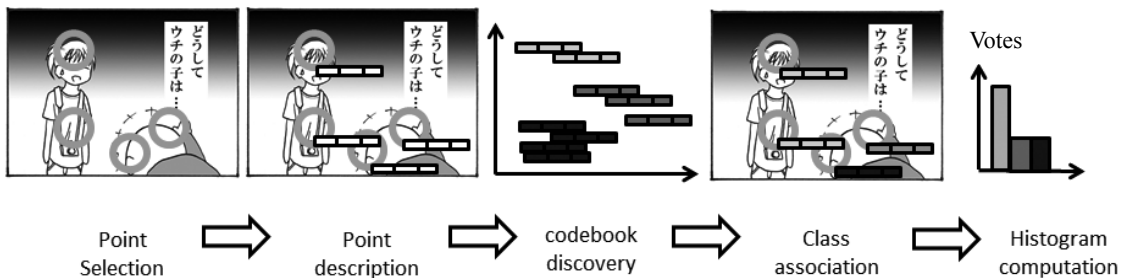 どうして
ウチの子は…
どうして
ウチの子は…
どうして
ウチの子は…
Votes
Point
Selection
Point
description
codebook
discovery
Class
association
Histogram
computation